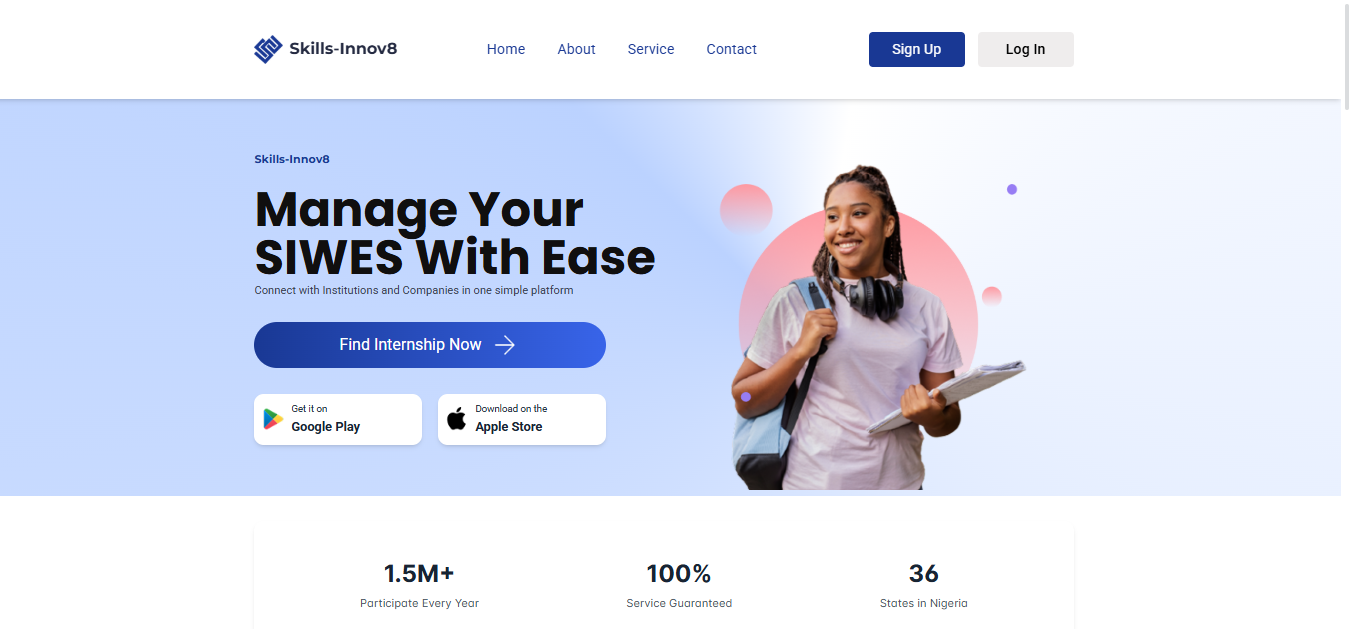 Skills-Innov8
Home About Service Contact
Sign Up Log In
Skills-Innov8
Manage Your
SIWES With Ease
Connect with Institutions and Companies in one simple platform
Find Internship Now
Get it on
Google Play
Download on the
Apple Store
1.5M+
Participate Every Year
100%
Service Guaranteed
36
States in Nigeria